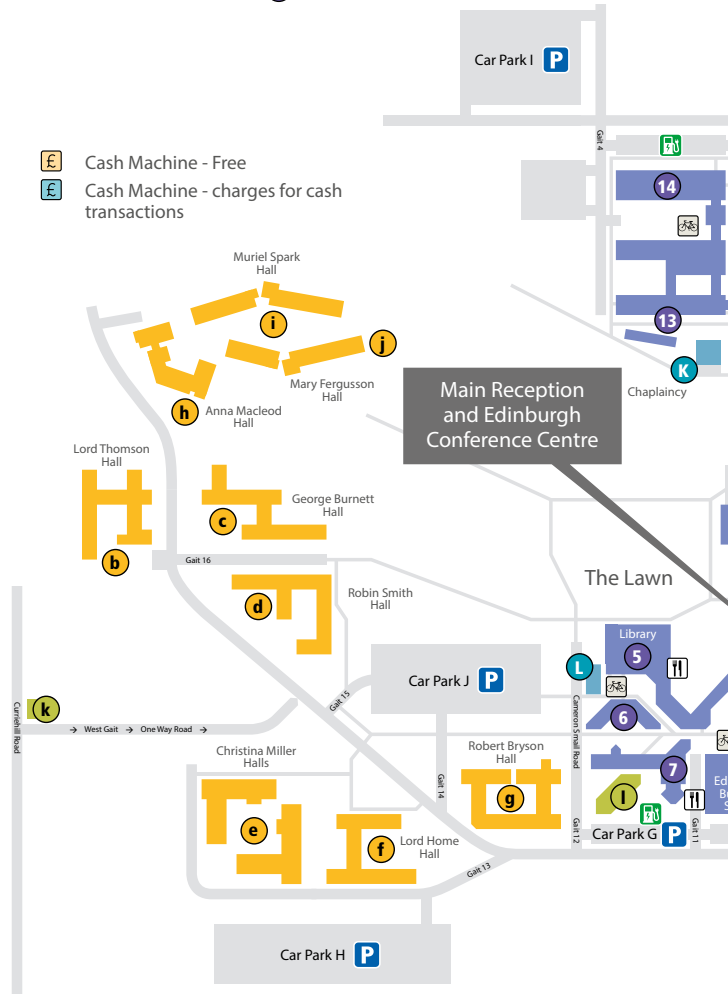 Car Park I P
Gait 4
£ Cash Machine - Free
£ Cash Machine - charges for cash
transactions
14
Muriel Spark
Hall
i
13
j
K
Mary Fergusson
Hall
Chaplaincy
h
Anna Macleod
Hall
Main Reception
and Edinburgh
Conference Centre
Lord Thomson
Hall
George Burnett
Hall
c
b
Gait 16
The Lawn
d
Robin Smith
Hall
Library
5
L
Car Park J P
Gait 15
k
Curriehill Road
→ West Gait → One Way Road →
Cameron Small Road
6
Christina Miller
Halls
Robert Bryson
Hall
Gait 14
7
g
l
e
f
Lord Home
Hall
Gait 12
Car Park G P
Gait 11
Gait 13
Car Park H P